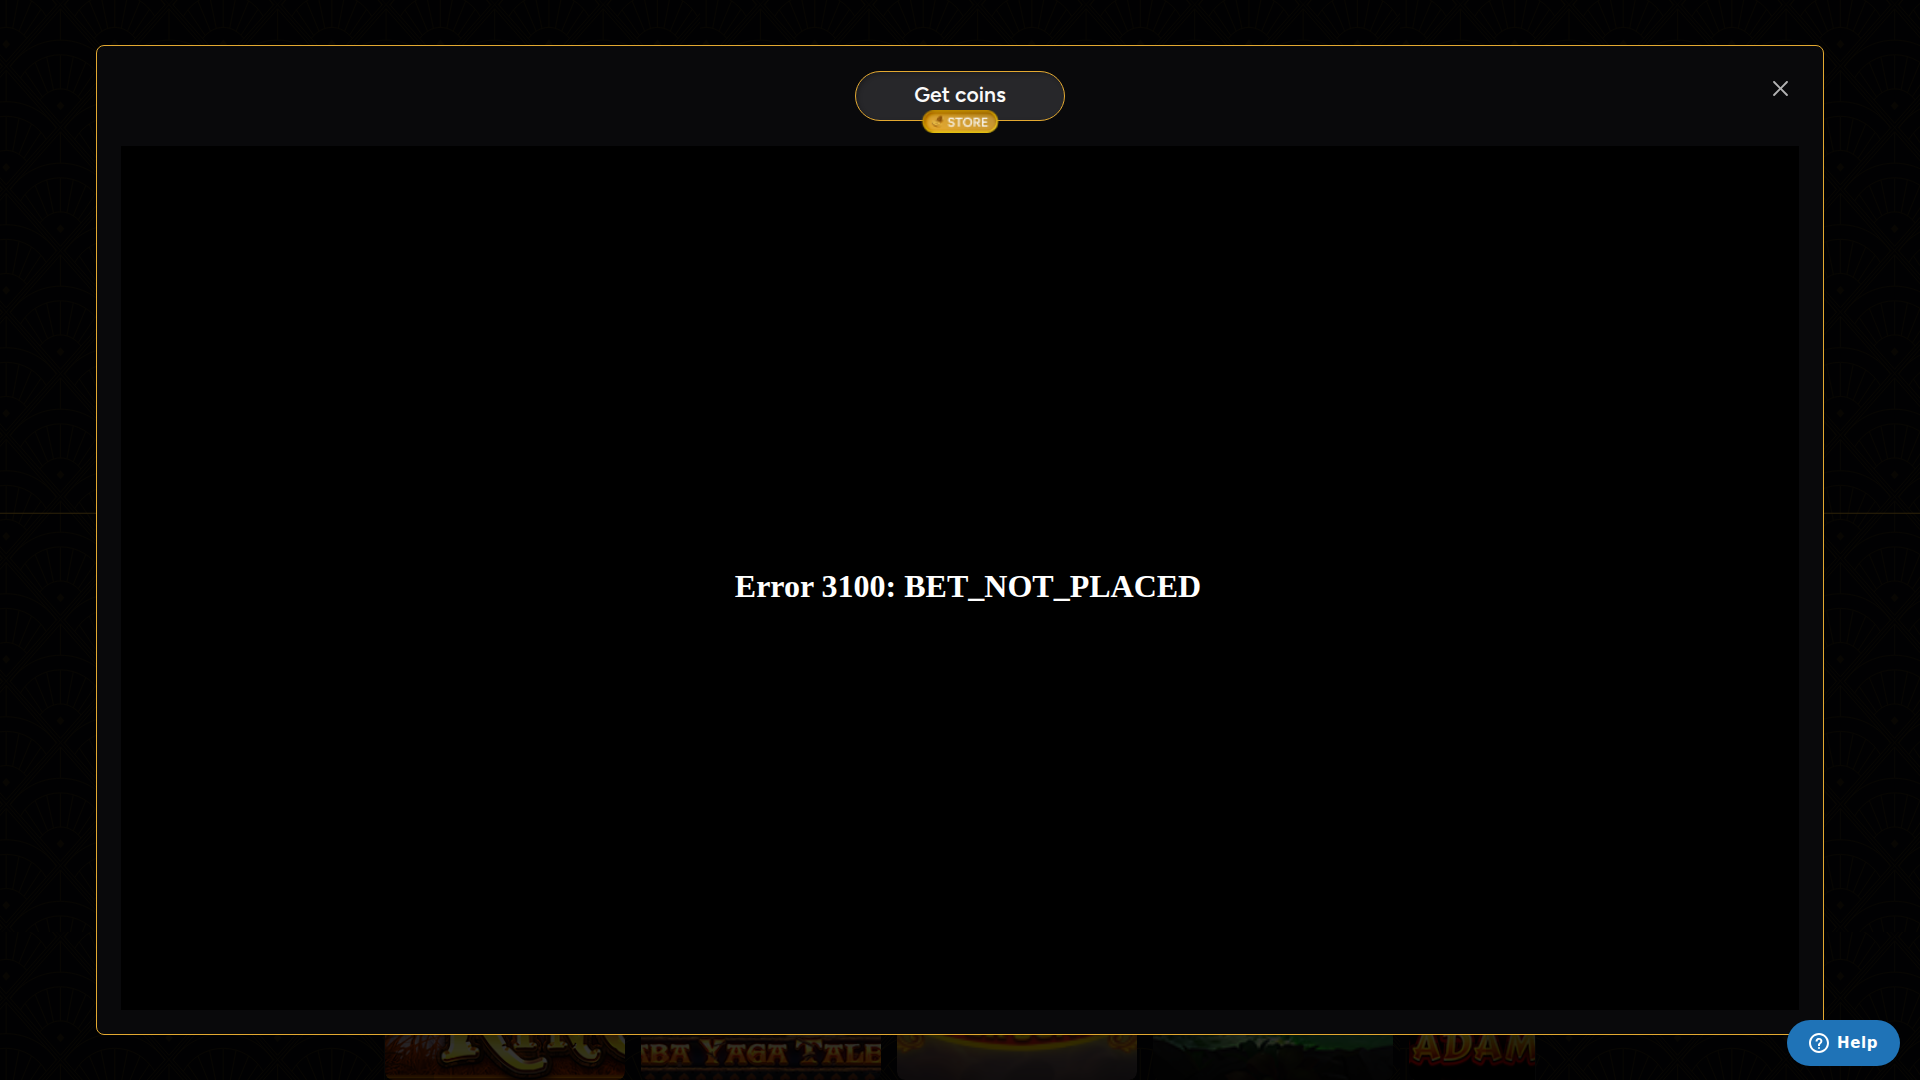 Get coins
STORE
Error 3100: BET_NOT_PLACED
BA YAGA TALE
ADAM
Help